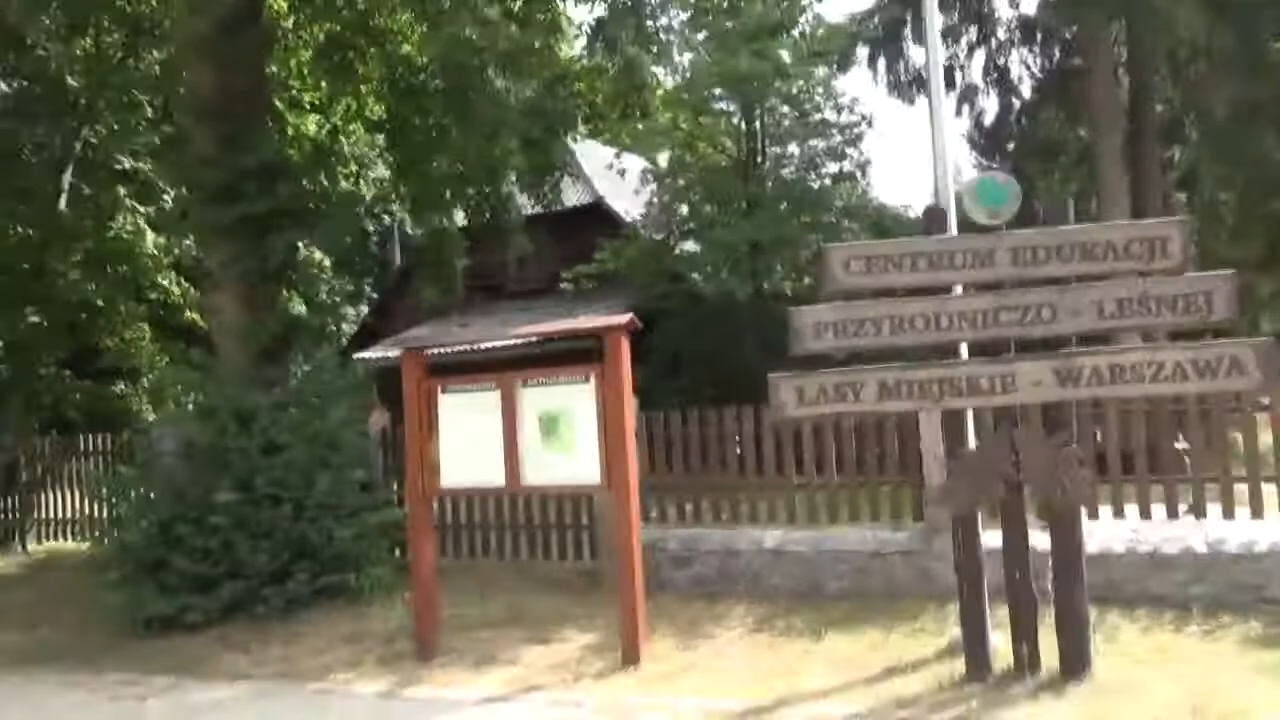 CENTRUM EDUKACJI
PRZYRODNICZO - LEŚNEJ
LASY MIEJSKIE - WARSZAWA